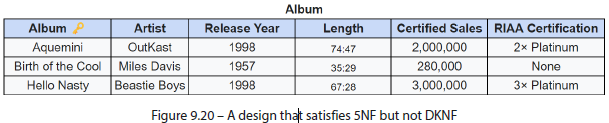 Album
Album 🔑 Artist Release Year Length Certified Sales RIAA Certification
Aquemini OutKast 1998 74:47 2,000,000 2× Platinum
Birth of the Cool Miles Davis 1957 35:29 280,000 None
Hello Nasty Beastie Boys 1998 67:28 3,000,000 3× Platinum
Figure 9.20 – A design that satisfies 5NF but not DKNF